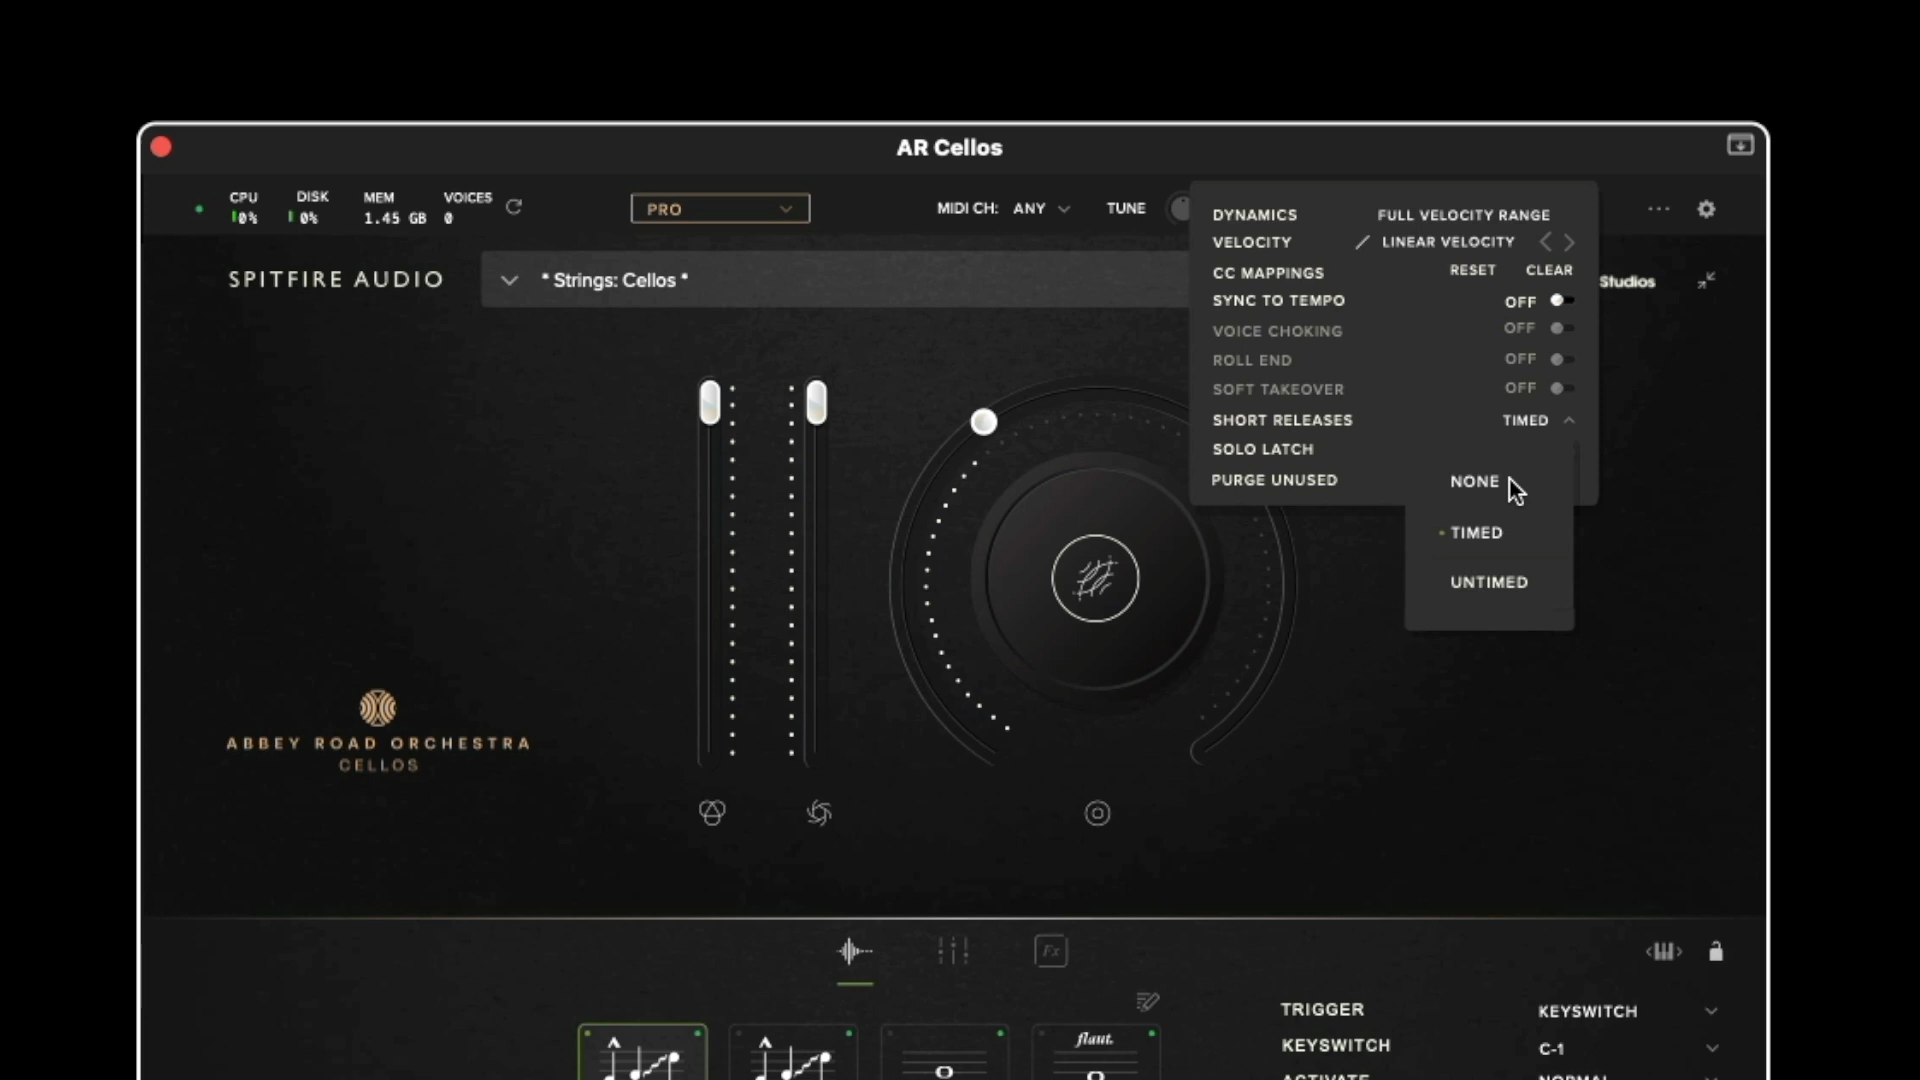 AR Cellos
CPU DISK MEM VOICES
0% 0% 1.45 GB 0
PRO
MIDI CH: ANY TUNE
DYNAMICS FULL VELOCITY RANGE
VELOCITY LINEAR VELOCITY
CC MAPPINGS RESET CLEAR
SYNC TO TEMPO OFF
VOICE CHOKING OFF
ROLL END OFF
SOFT TAKEOVER OFF
SHORT RELEASES TIMED
SOLO LATCH
PURGE UNUSED
NONE
TIMED
UNTIMED
SPITFIRE AUDIO
* Strings: Cellos *
Studios
ABBEY ROAD ORCHESTRA
CELLOS
Fx
TRIGGER KEYSWITCH
KEYSWITCH C-1
ACTIVATE NORMAL
flaut.